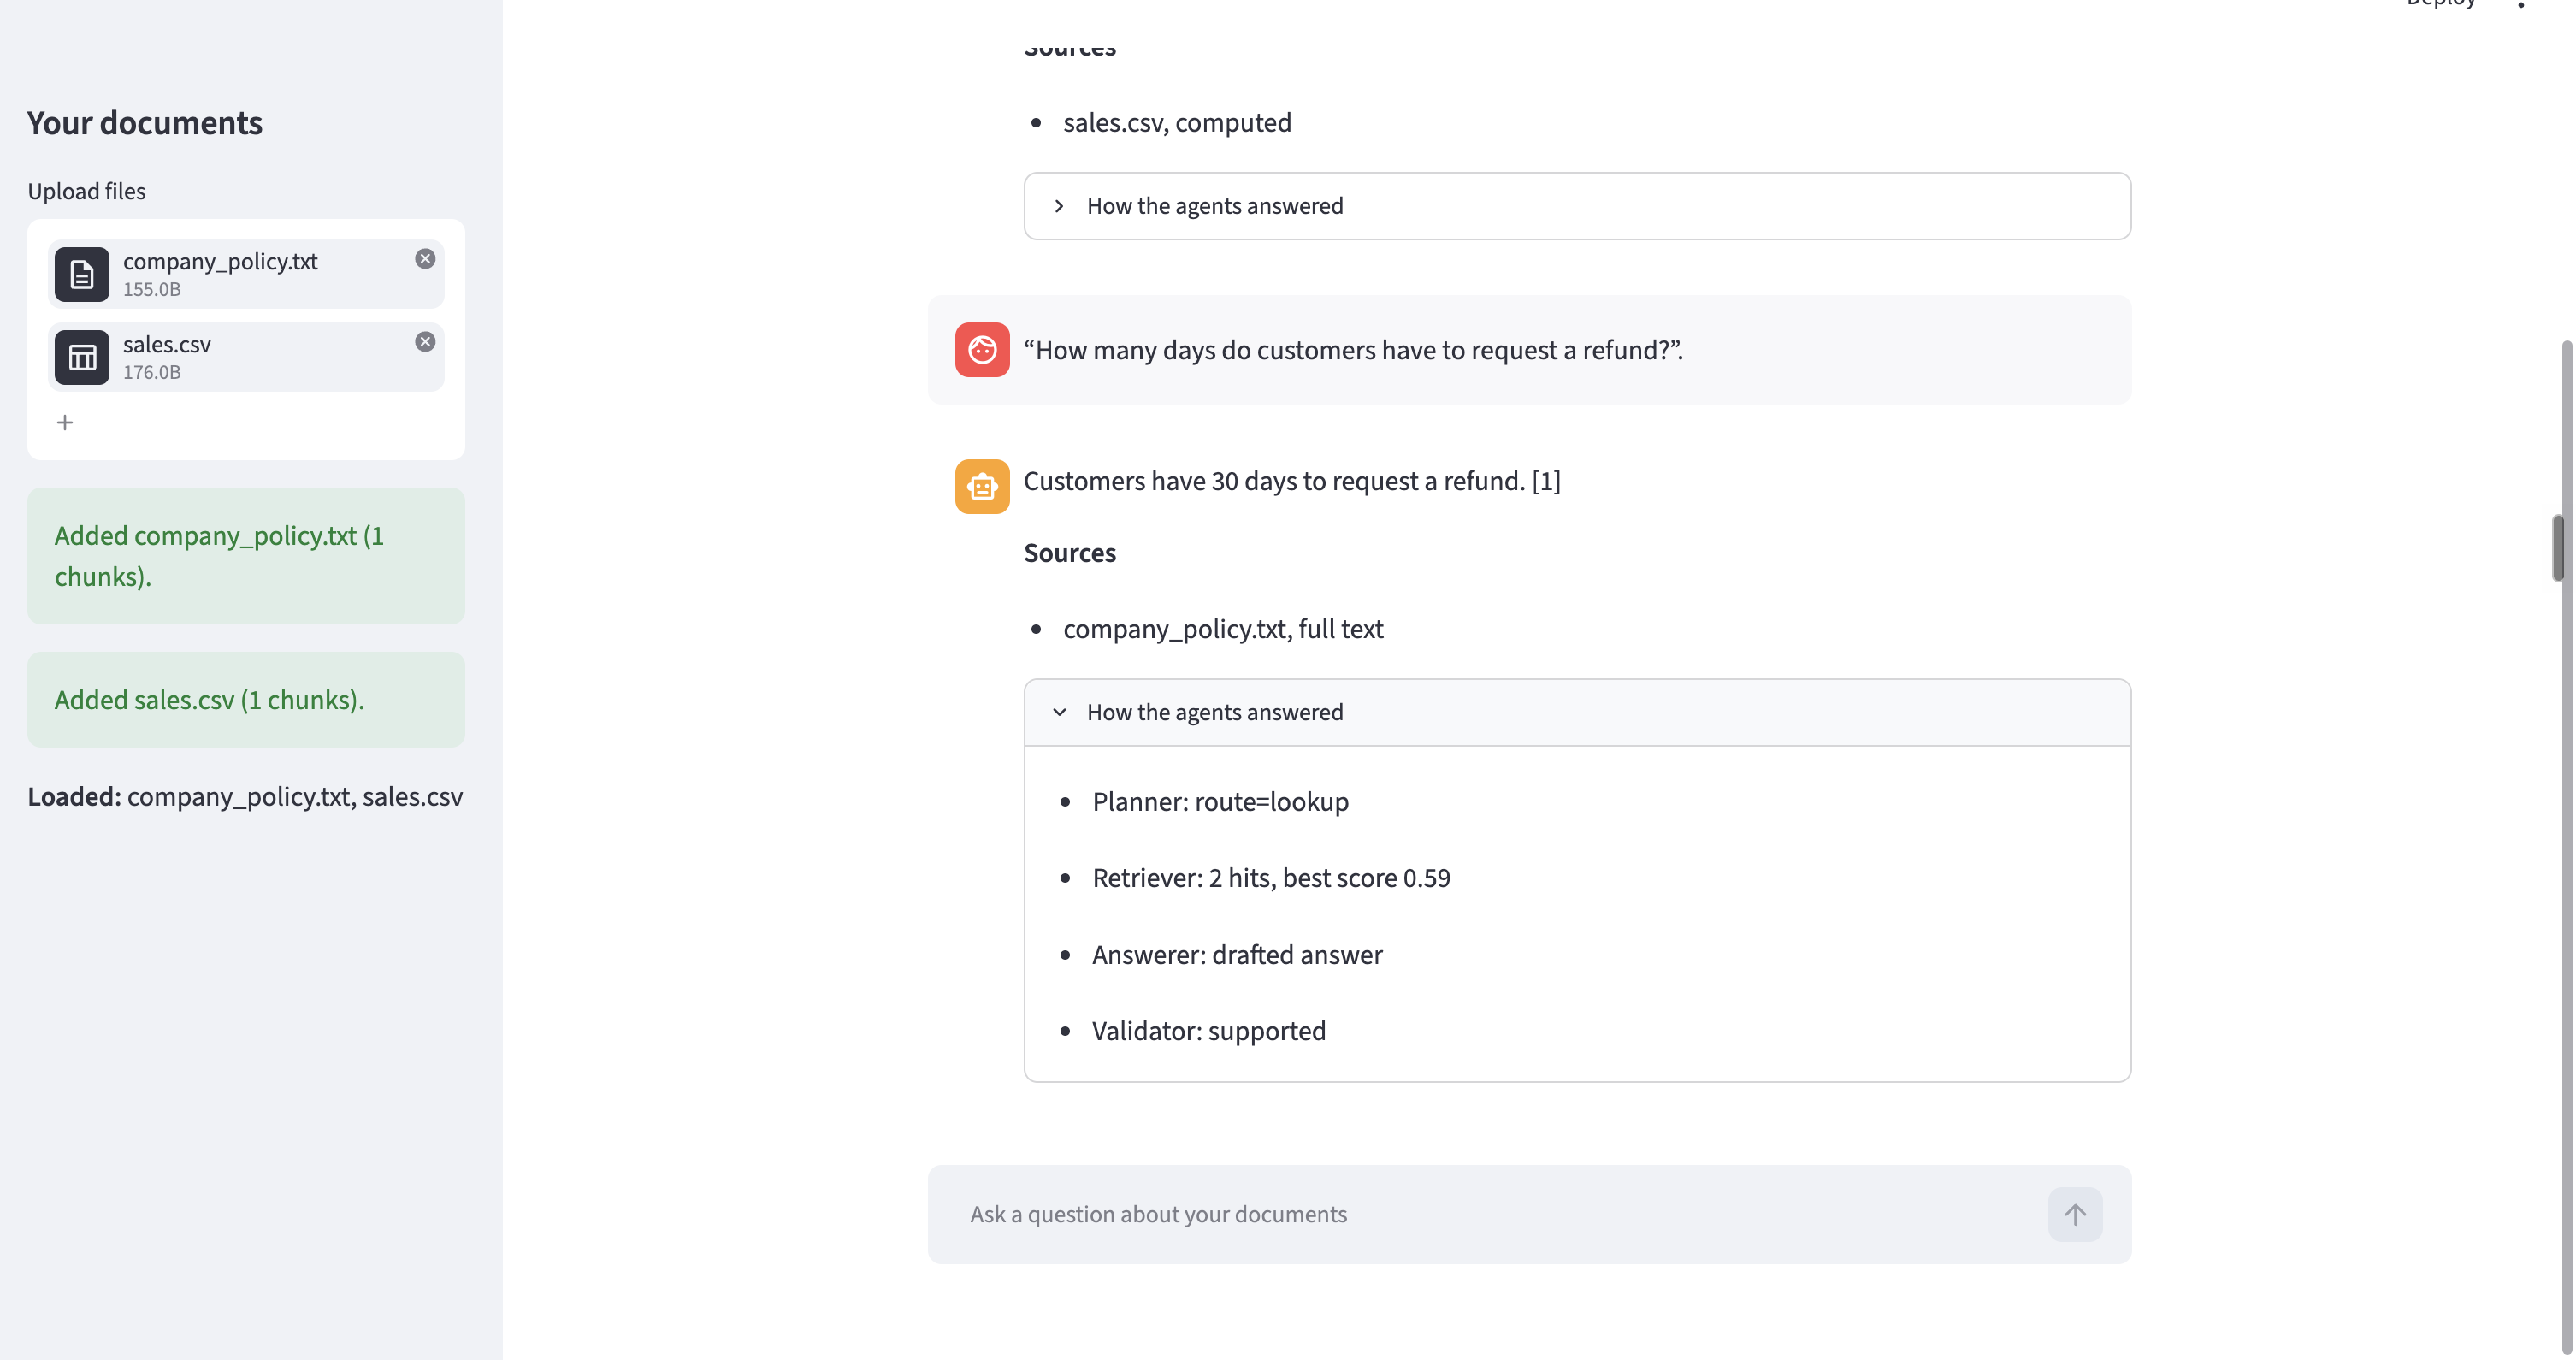 Deploy
Your documents
Upload files
company_policy.txt
155.0B
sales.csv
176.0B
Added company_policy.txt (1
chunks).
Added sales.csv (1 chunks).
Loaded: company_policy.txt, sales.csv
Sources
sales.csv, computed
How the agents answered
“How many days do customers have to request a refund?”.
Customers have 30 days to request a refund. [1]
Sources
company_policy.txt, full text
How the agents answered
Planner: route=lookup
Retriever: 2 hits, best score 0.59
Answerer: drafted answer
Validator: supported
Ask a question about your documents